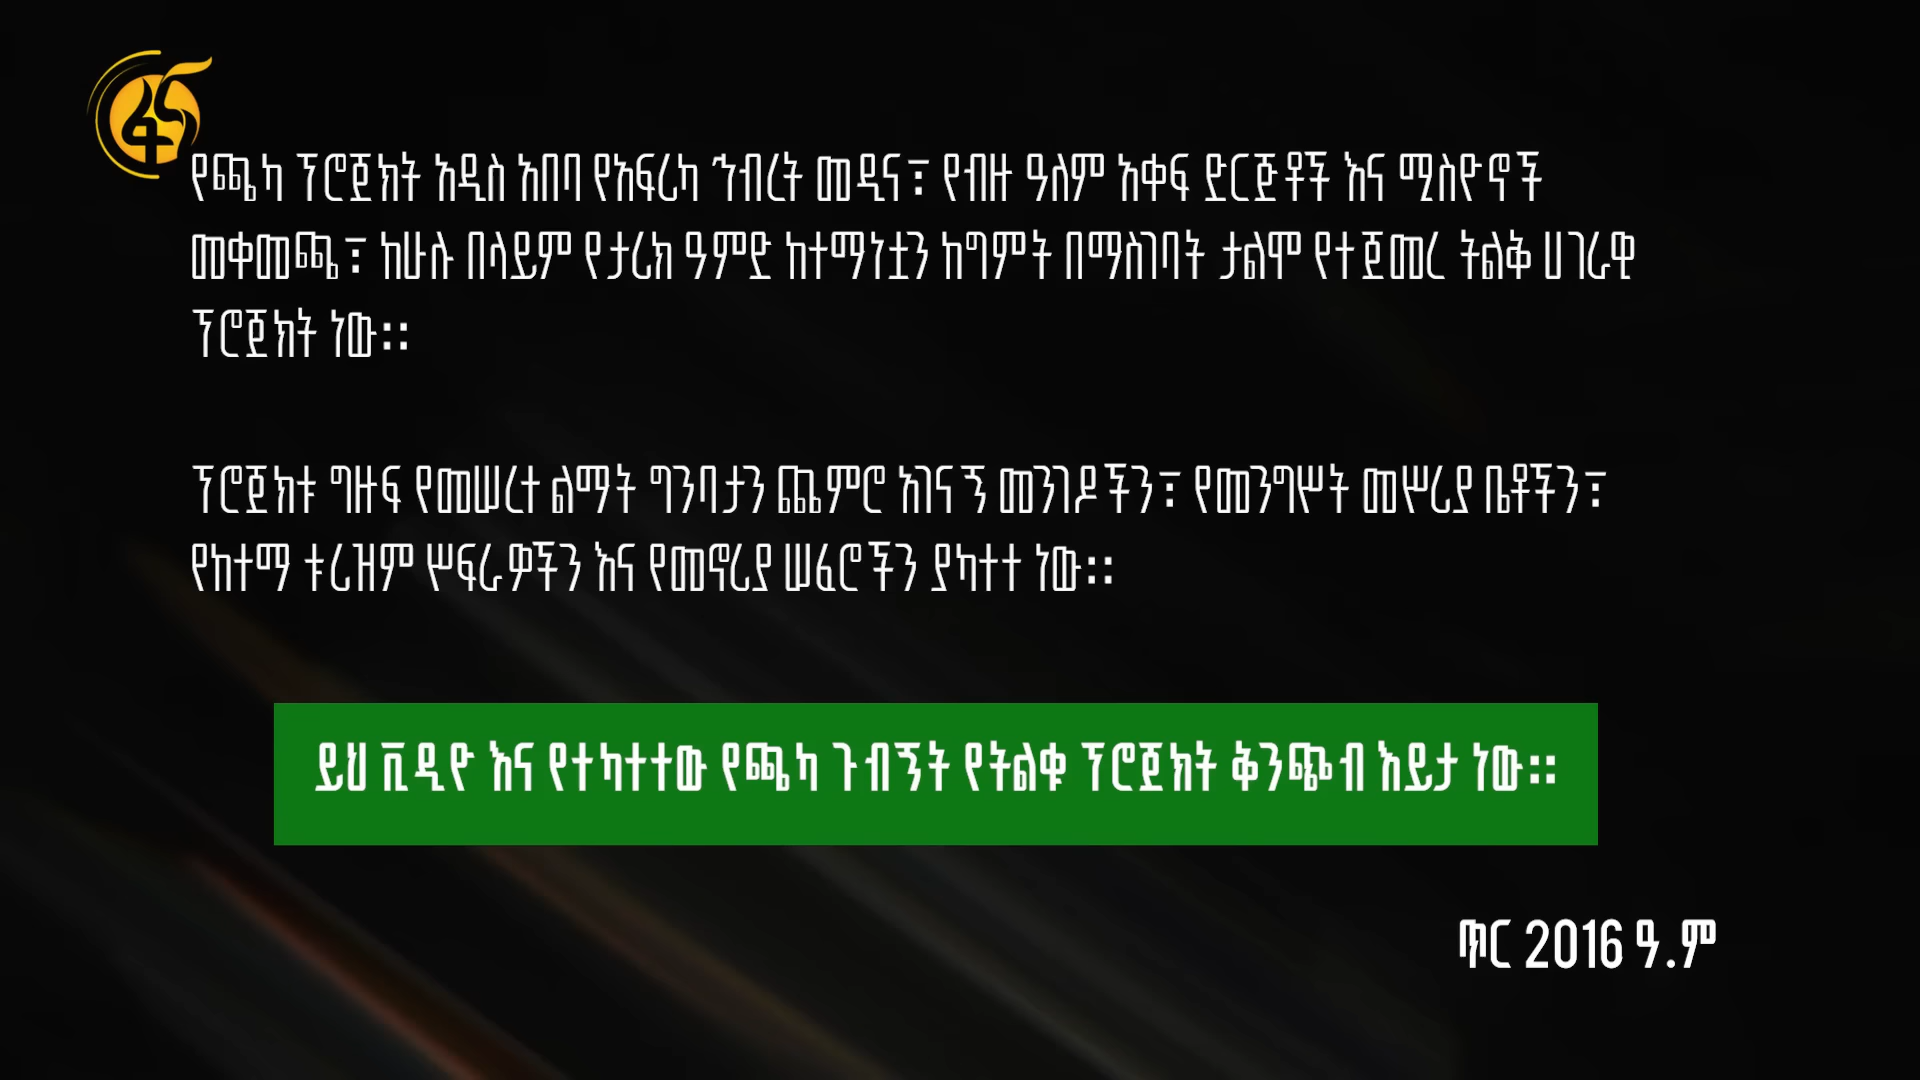 ፋና
የጫካ ፕሮጀክት አዲስ አበባ የአፍሪካ ኅብረት መዲና፣ የብዙ ዓለም አቀፍ ድርጅቶች እና ሚስዮኖች
መቀመጫ፣ ከሁሉ በላይም የታሪክ ዓምድ ከተማነቷን ከግምት በማስገባት ታልሞ የተጀመረ ትልቅ ሀገራዊ
ፕሮጀክት ነው።
ፕሮጀክቱ ግዙፍ የመሠረተ ልማት ግንባታን ጨምሮ አገናኝ መንገዶችን፣ የመንግሥት መሥሪያ ቤቶችን፣
የከተማ ቱሪዝም ሥፍራዎችን እና የመኖሪያ ሠፈሮችን ያካተተ ነው።
ይህ ቪዲዮ እና የተካተተው የጫካ ጉብኝት የትልቁ ፕሮጀክት ቅንጭብ እይታ ነው።
ጥር 2016 ዓ.ም